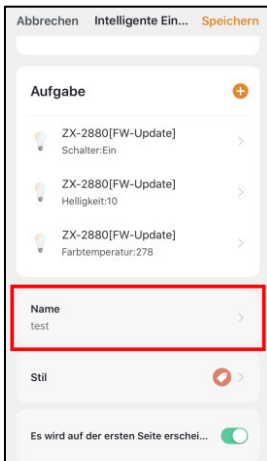 Abbrechen Intelligente Ein... Speichern
Aufgabe
ZX-2880[FW-Update]
Schalter:Ein
ZX-2880[FW-Update]
Helligkeit:10
ZX-2880[FW-Update]
Farbtemperatur:278
Name
test
Stil
Es wird auf der ersten Seite erschei...